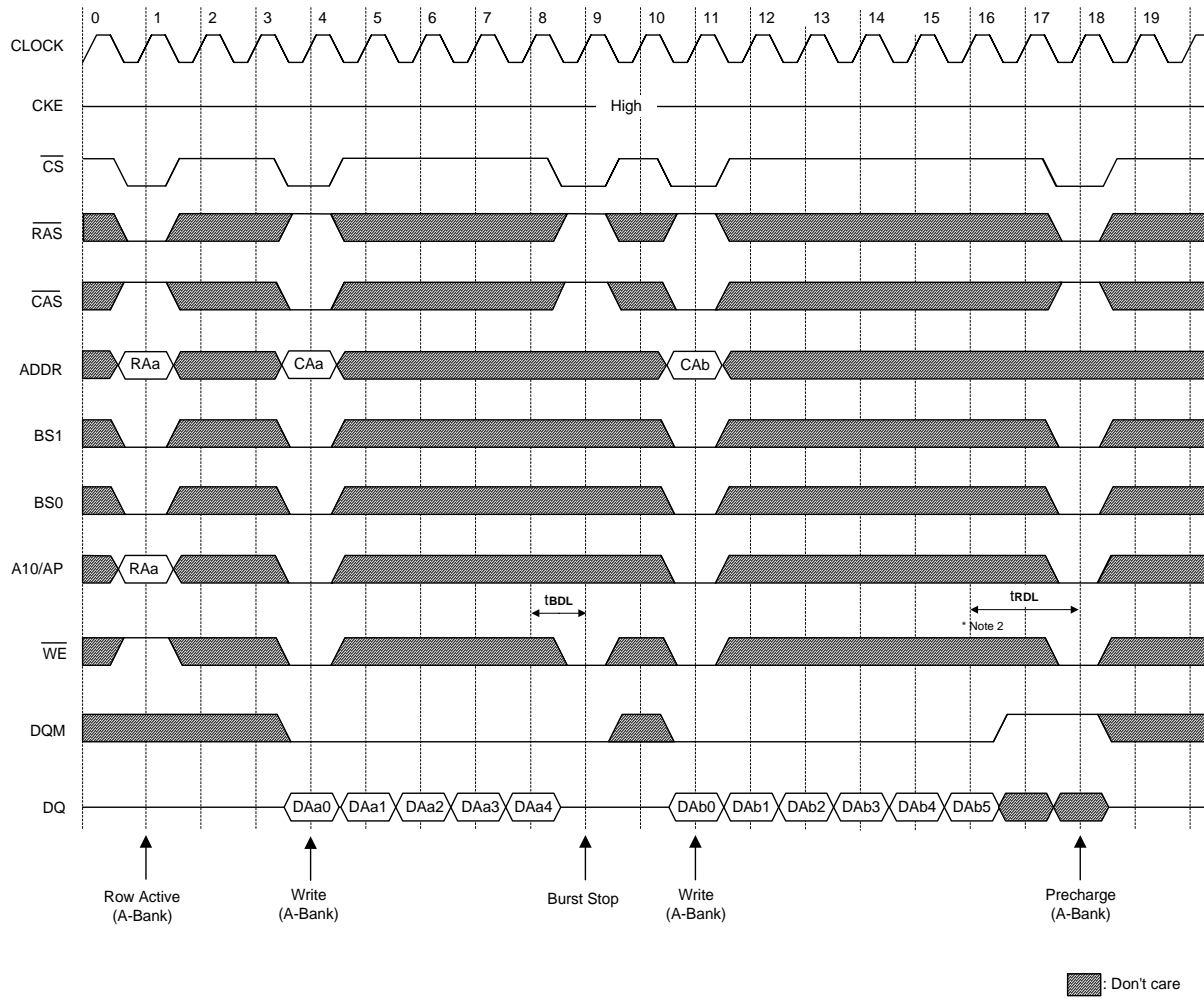 0 1 2 3 4 5 6 7 8 9 10 11 12 13 14 15 16 17 18 19
CLOCK
CKE High
CS
RAS
CAS
ADDR RAa CAa CAb
BS1
BS0
A10/AP RAa
tBDL tRDL
* Note 2
WE
DQM
DQ DAa0 DAa1 DAa2 DAa3 DAa4 DAb0 DAb1 DAb2 DAb3 DAb4 DAb5
Row Active
(A-Bank)
Write
(A-Bank)
Burst Stop
Write
(A-Bank)
Precharge
(A-Bank)
: Don't care